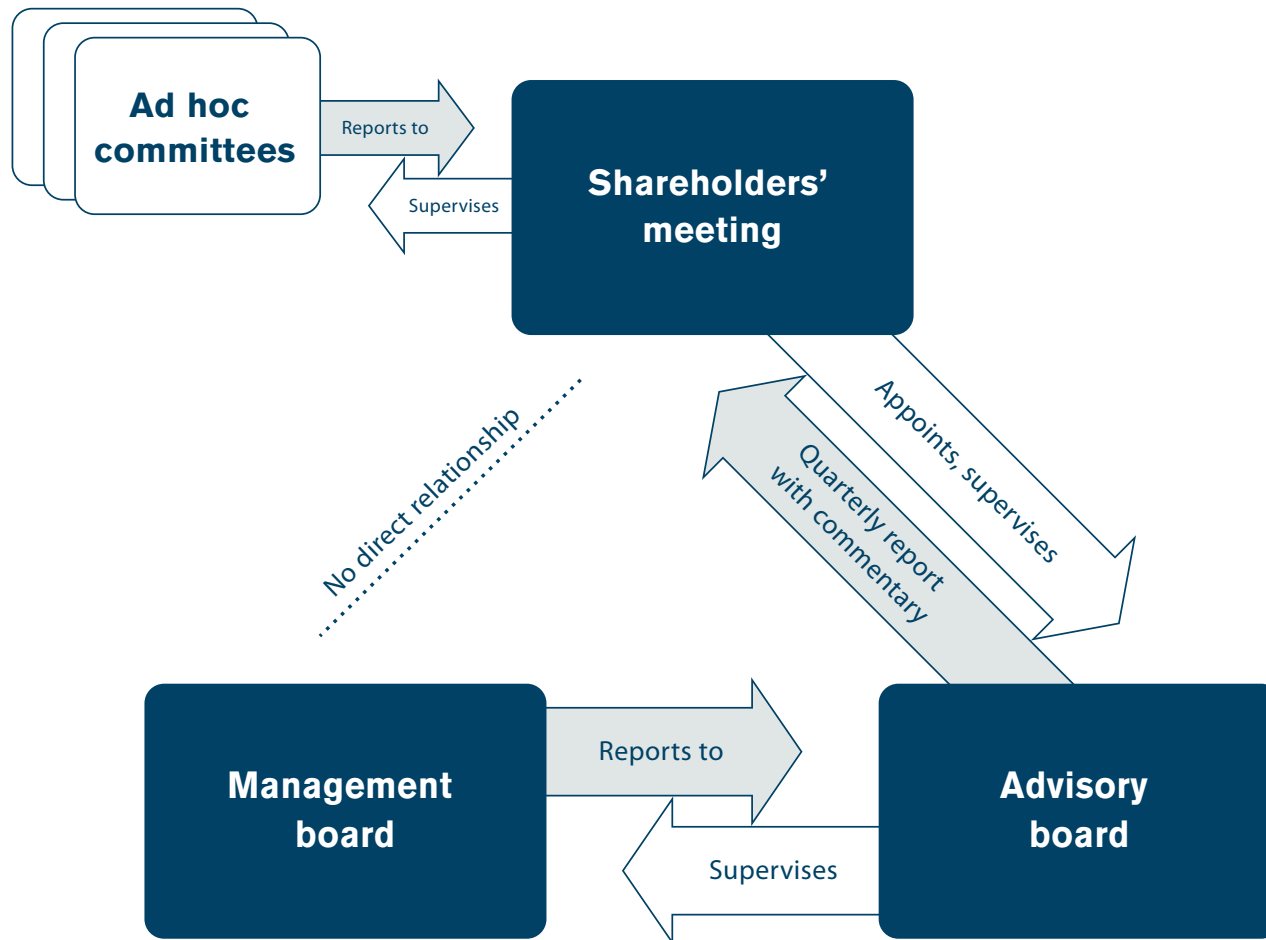 Ad hoc
committees
Reports to
Supervises
Shareholders’
meeting
Appoints, supervises
Quarterly report
with commentary
No direct relationship
Management
board
Reports to
Supervises
Advisory
board